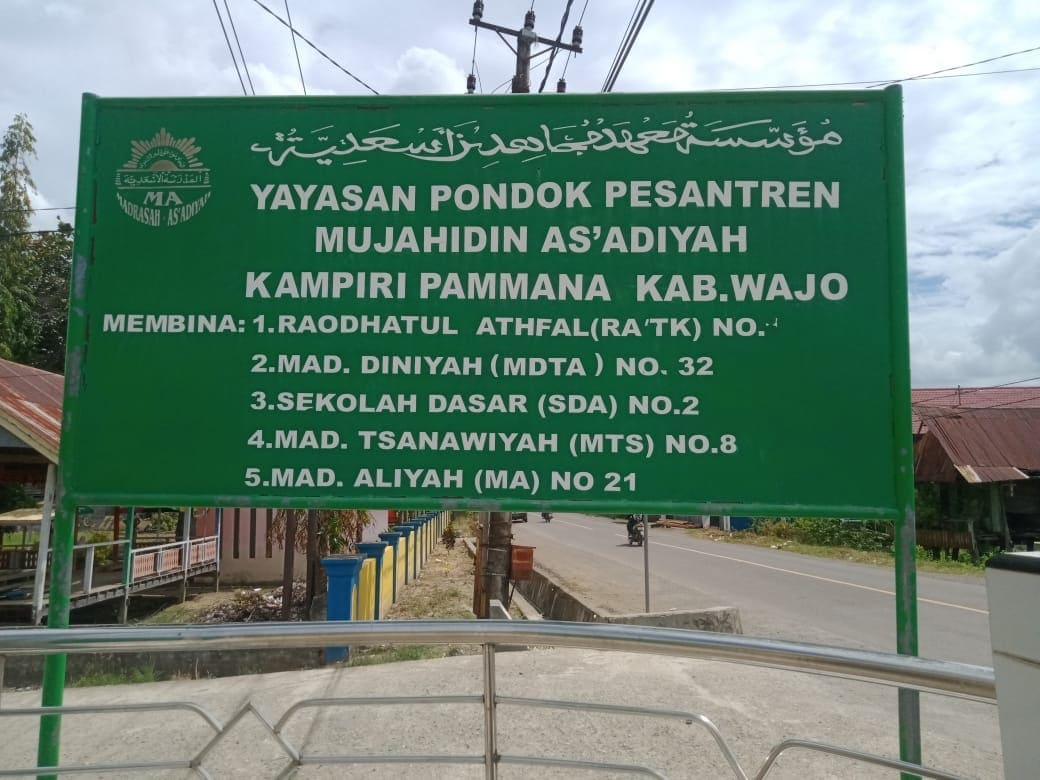 مؤسسة معهد مجاهدين أسعدية
YAYASAN PONDOK PESANTREN
MUJAHIDIN AS'ADIYAH
KAMPIRI PAMMANA KAB.WAJO
MEMBINA: 1.RAODHATUL ATHFAL(RA'TK) NO.
2.MAD. DINIYAH (MDTA) NO. 32
3.SEKOLAH DASAR (SDA) NO.2
4.MAD. TSANAWIYAH (MTS) NO.8
5.MAD. ALIYAH (MA) NO 21
المدرسة الأسعدية
MA
MADRASAH - AS'ADIYAH